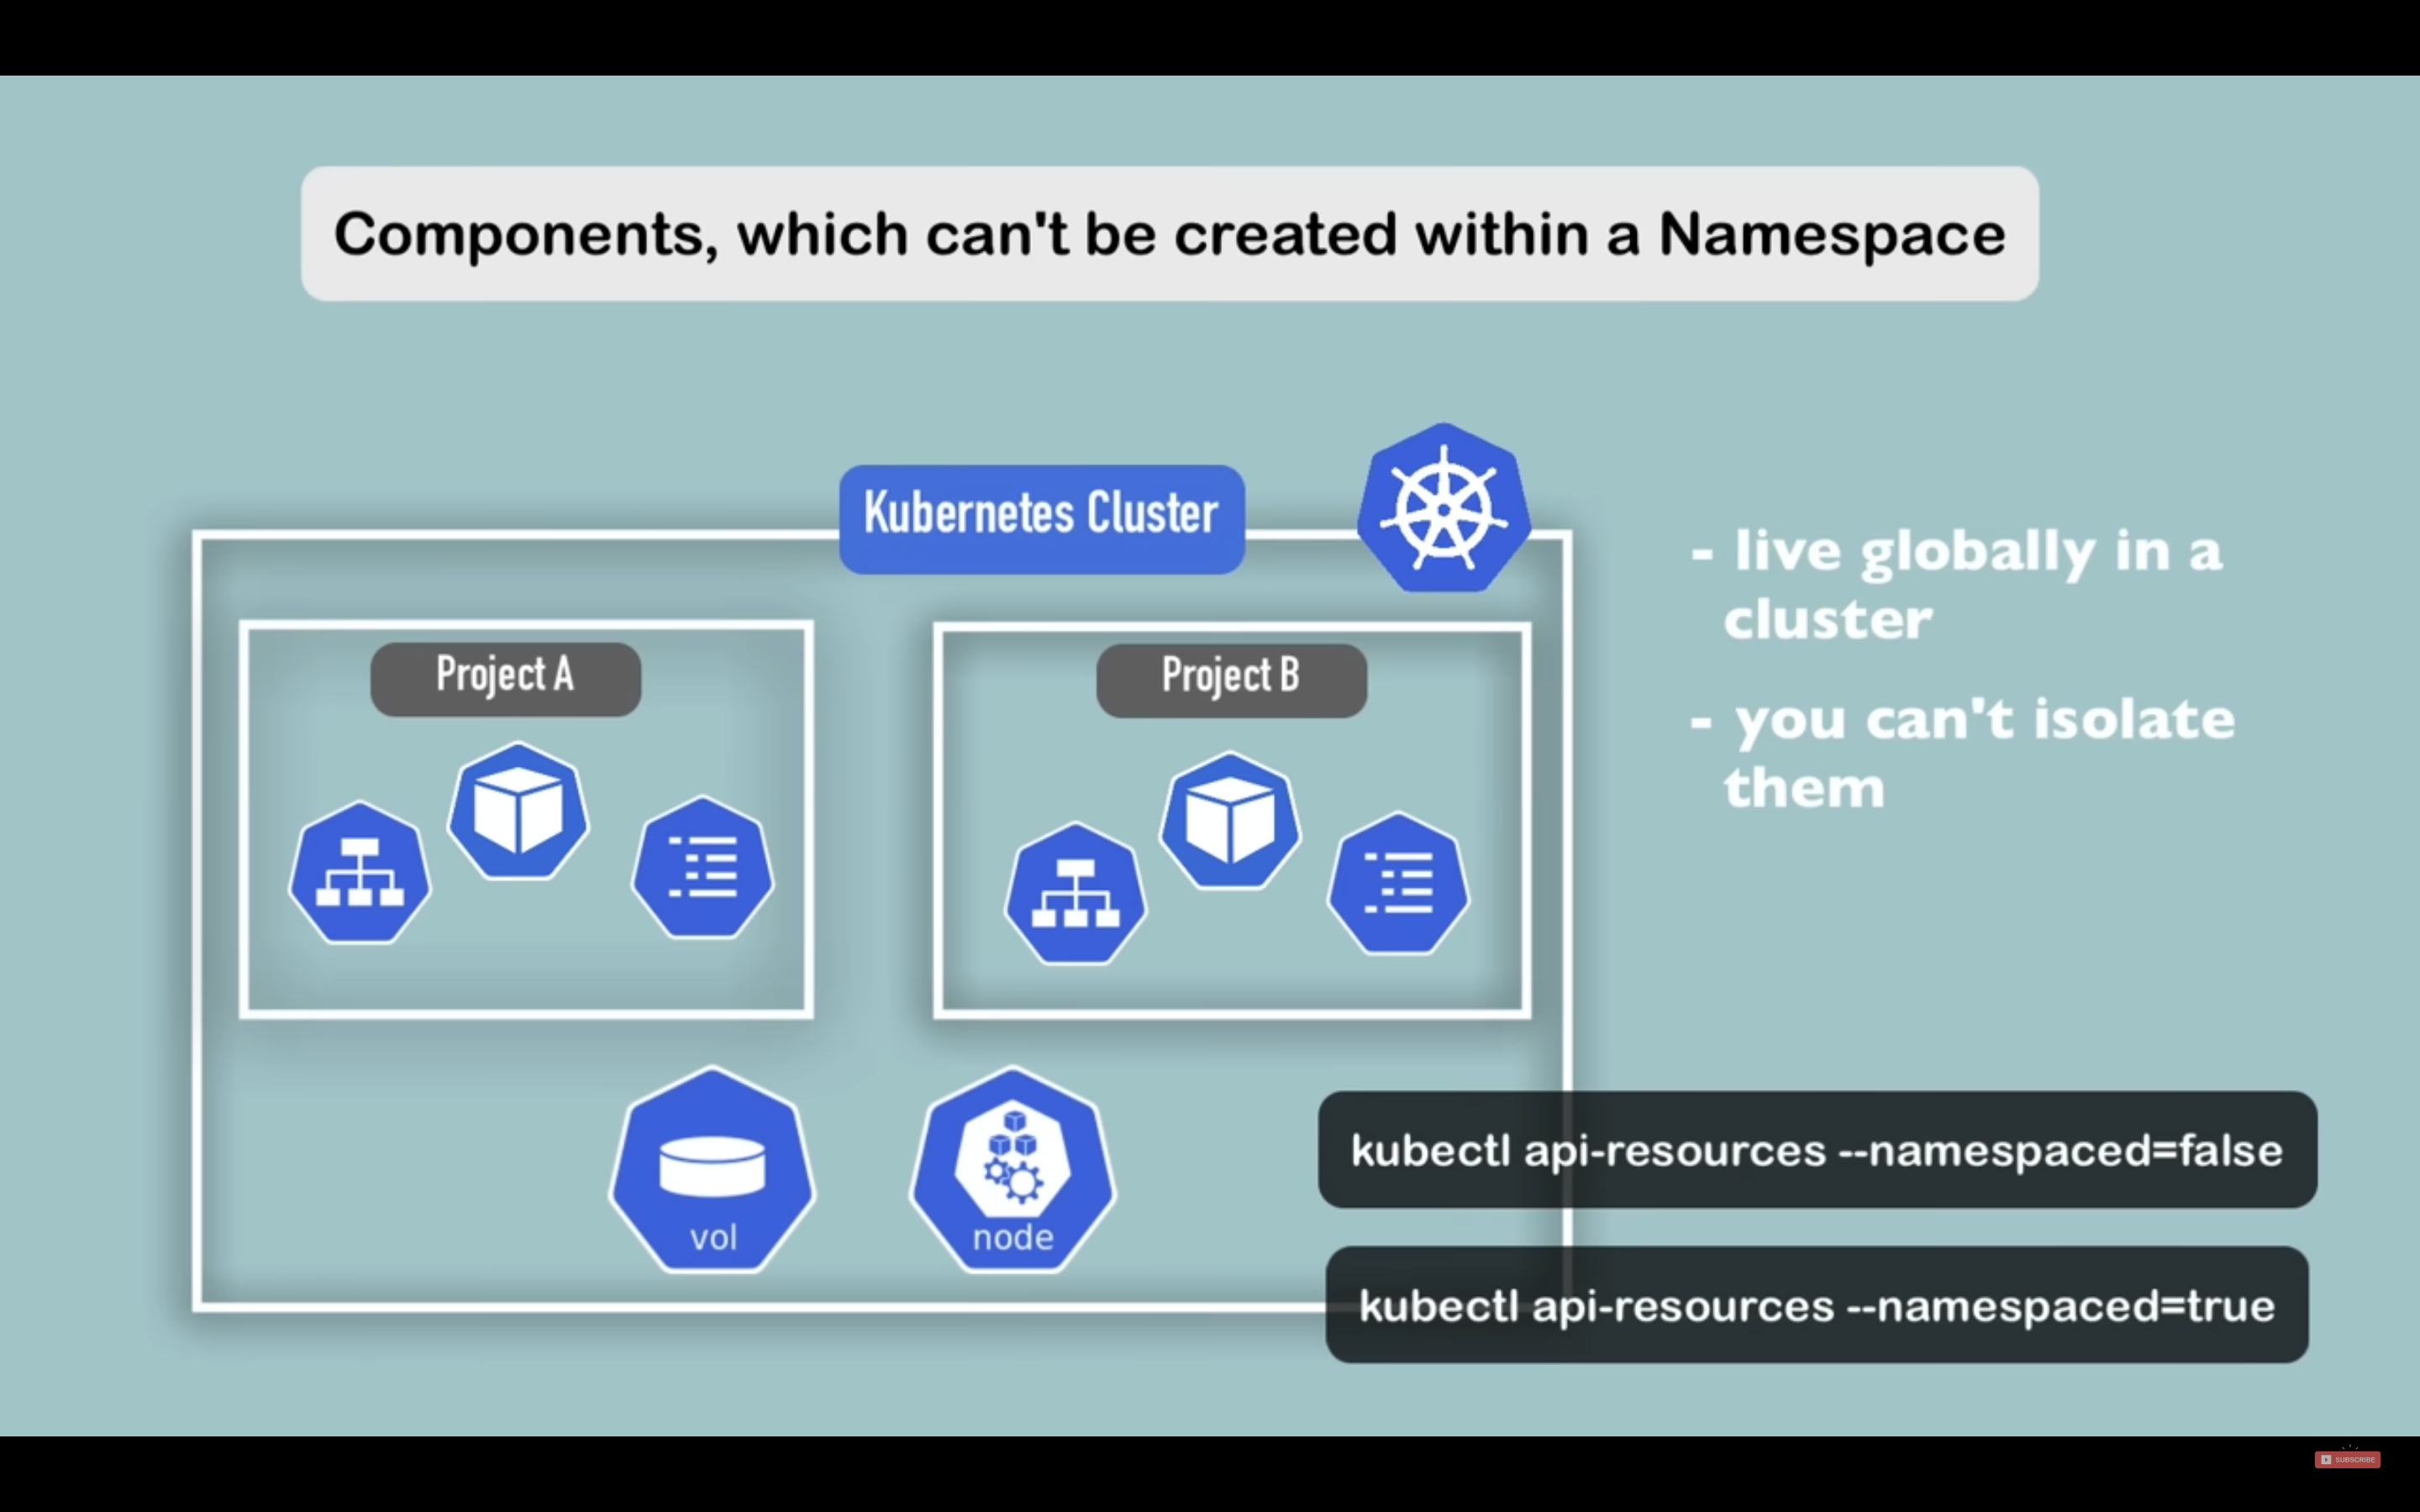 Components, which can't be created within a Namespace
Kubernetes Cluster
Project A
Project B
- live globally in a
cluster
- you can't isolate
them
vol
node
kubectl api-resources --namespaced=false
kubectl api-resources --namespaced=true
SUBSCRIBE